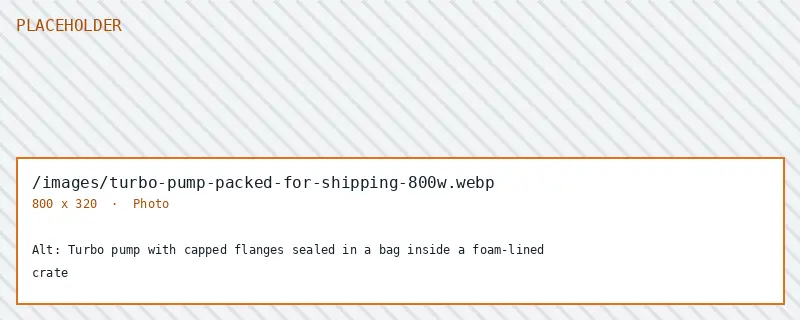 PLACEHOLDER
/images/turbo-pump-packed-for-shipping-800w.webp
800 x 320 · Photo
Alt: Turbo pump with capped flanges sealed in a bag inside a foam-lined
crate